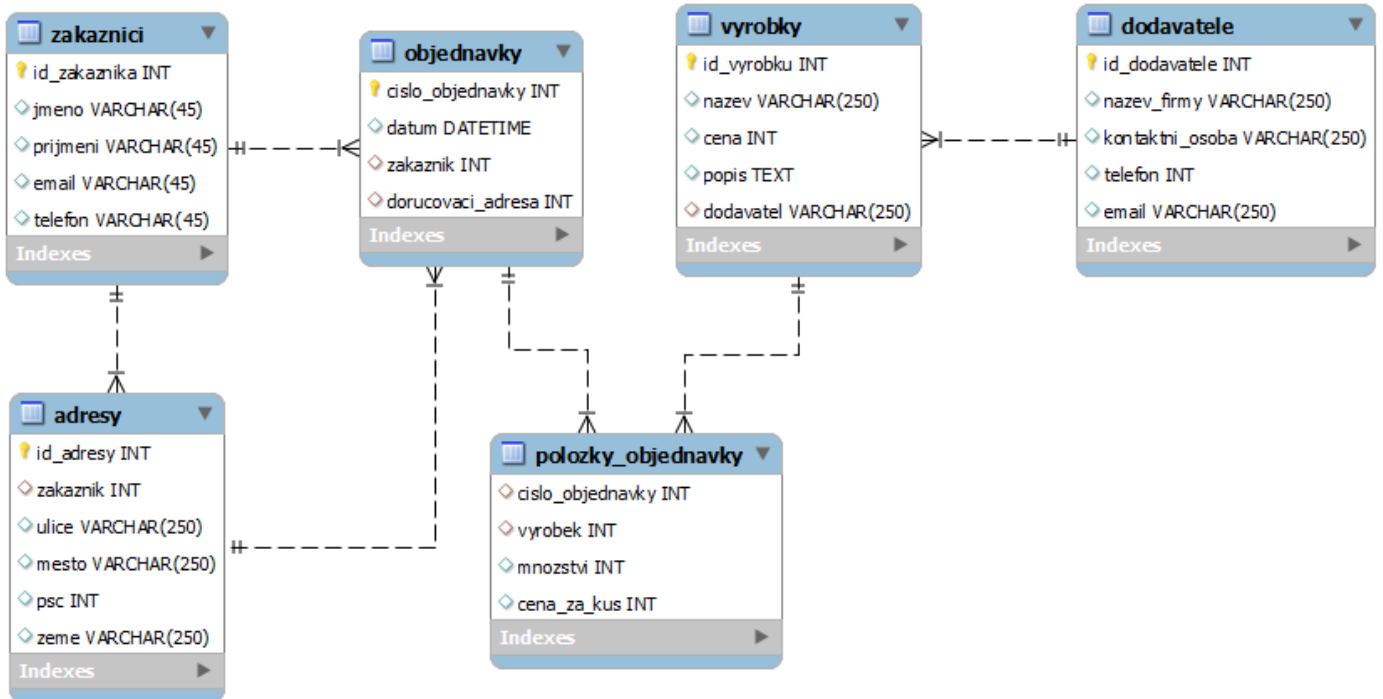 zakaznici
id_zakaznika INT
jmeno VARCHAR(45)
prijmeni VARCHAR(45)
email VARCHAR(45)
telefon VARCHAR(45)
Indexes
objednavky
cislo_objednavky INT
datum DATETIME
zakaznik INT
dorucovaci_adresa INT
Indexes
vyrobky
id_vyrobku INT
nazev VARCHAR(250)
cena INT
popis TEXT
dodavatel VARCHAR(250)
Indexes
dodavatele
id_dodavatele INT
nazev_firmy VARCHAR(250)
kontaktni_osoba VARCHAR(250)
telefon INT
email VARCHAR(250)
Indexes
adresy
id_adresy INT
zakaznik INT
ulice VARCHAR(250)
mesto VARCHAR(250)
psc INT
zeme VARCHAR(250)
Indexes
polozky_objednavky
cislo_objednavky INT
vyrobek INT
mnozstvi INT
cena_za_kus INT
Indexes